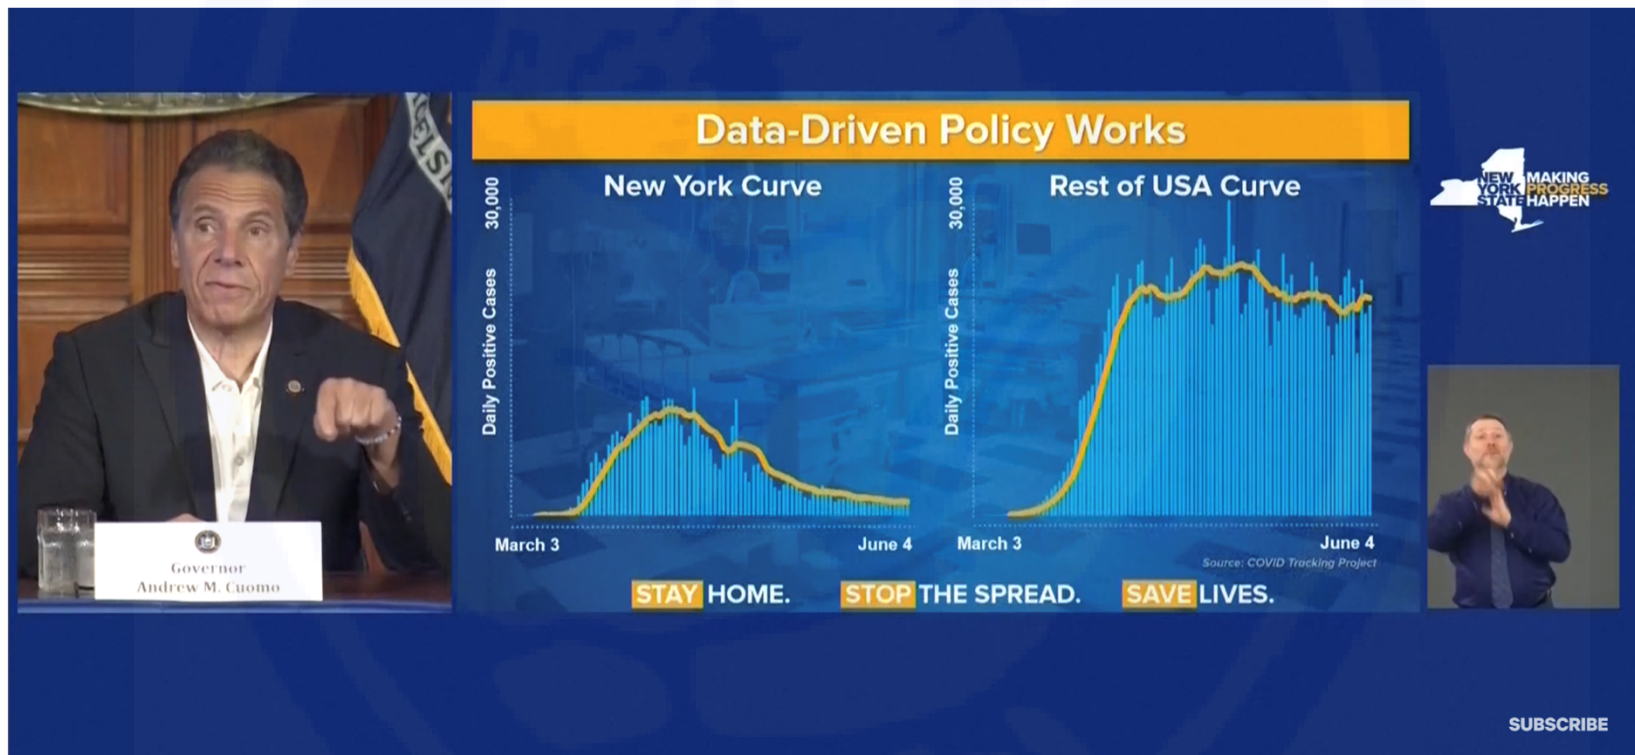 Data-Driven Policy Works
New York Curve
30,000
Daily Positive Cases
March 3
June 4
Rest of USA Curve
30,000
Daily Positive Cases
March 3
June 4
Source: COVID Tracking Project
STAY HOME. STOP THE SPREAD. SAVE LIVES.
EXCELSI
Governor
Andrew M. Cuomo
NEW YORK STATE
MAKING
PROGRESS
HAPPEN
SUBSCRIBE